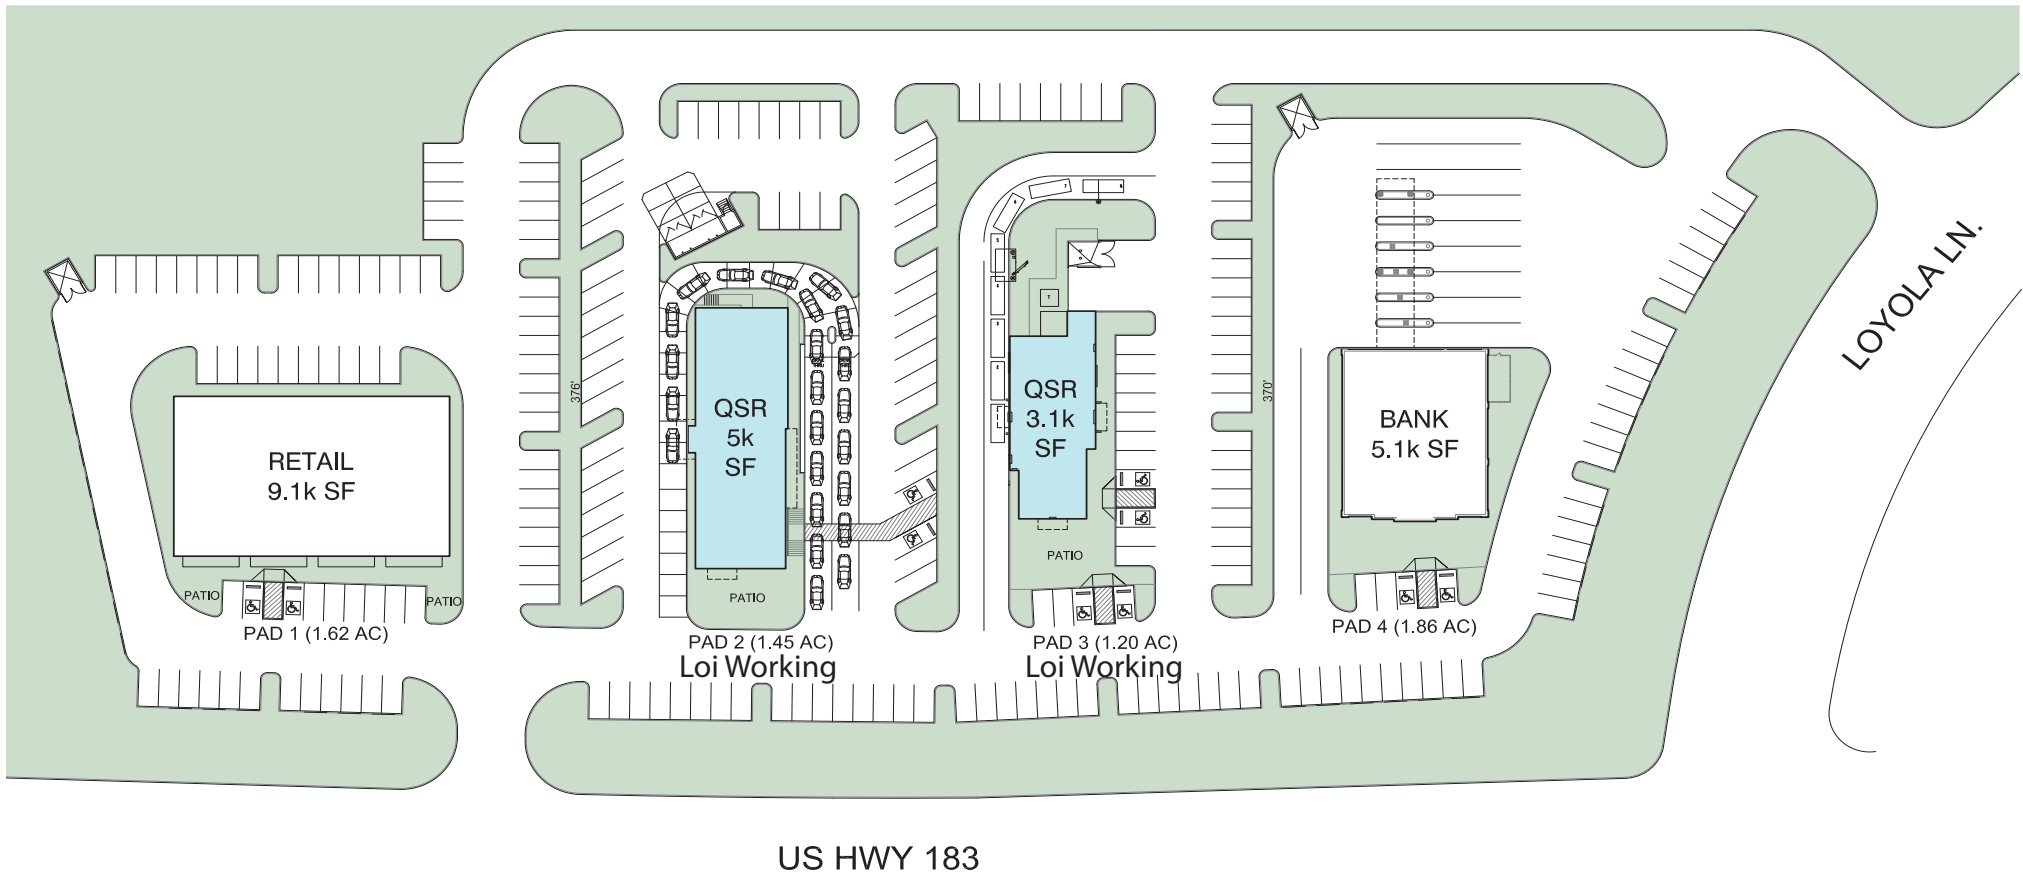 LOYOLA LN.
376'
370'
RETAIL
9.1k SF
QSR
5k
SF
QSR
3.1k
SF
BANK
5.1k SF
T
PATIO
PATIO
PATIO
PATIO
PAD 1 (1.62 AC)
PAD 2 (1.45 AC)
Loi Working
PAD 3 (1.20 AC)
Loi Working
PAD 4 (1.86 AC)
US HWY 183